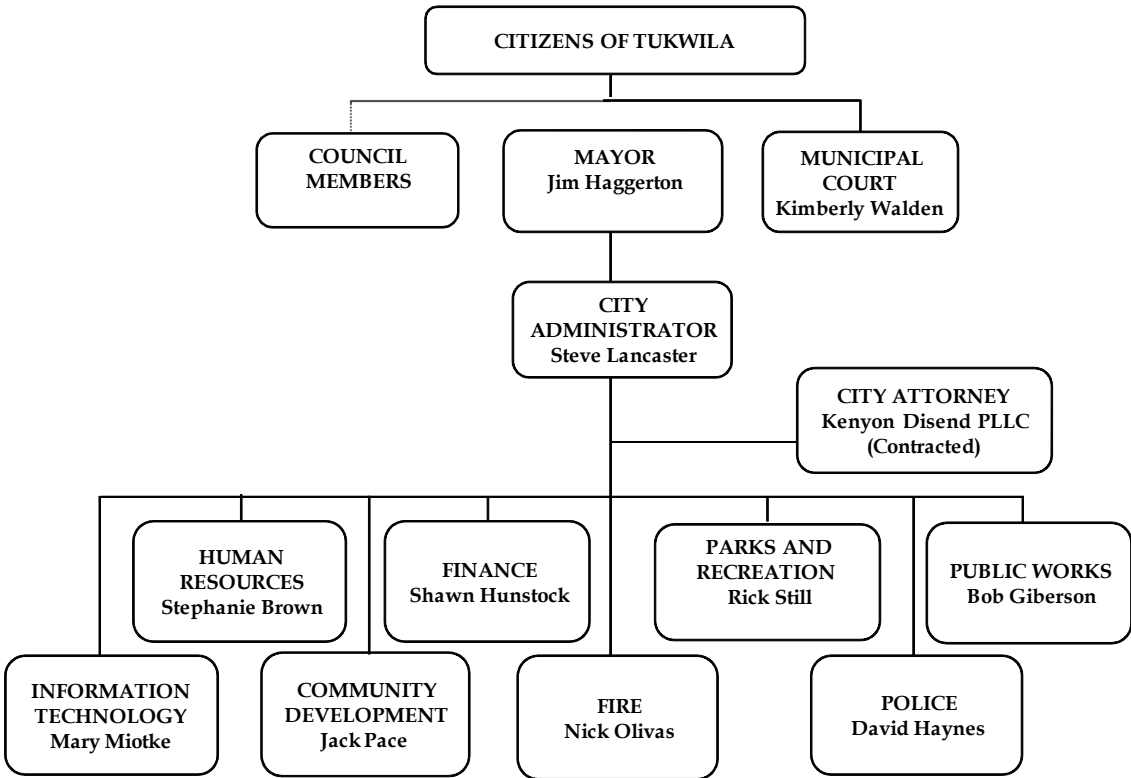 CITIZENS OF TUKWILA
COUNCIL
MEMBERS
MAYOR
Jim Haggerton
MUNICIPAL
COURT
Kimberly Walden
CITY
ADMINISTRATOR
Steve Lancaster
CITY ATTORNEY
Kenyon Disend PLLC
(Contracted)
HUMAN
RESOURCES
Stephanie Brown
FINANCE
Shawn Hunstock
PARKS AND
RECREATION
Rick Still
PUBLIC WORKS
Bob Giberson
INFORMATION
TECHNOLOGY
Mary Miotke
COMMUNITY
DEVELOPMENT
Jack Pace
FIRE
Nick Olivas
POLICE
David Haynes